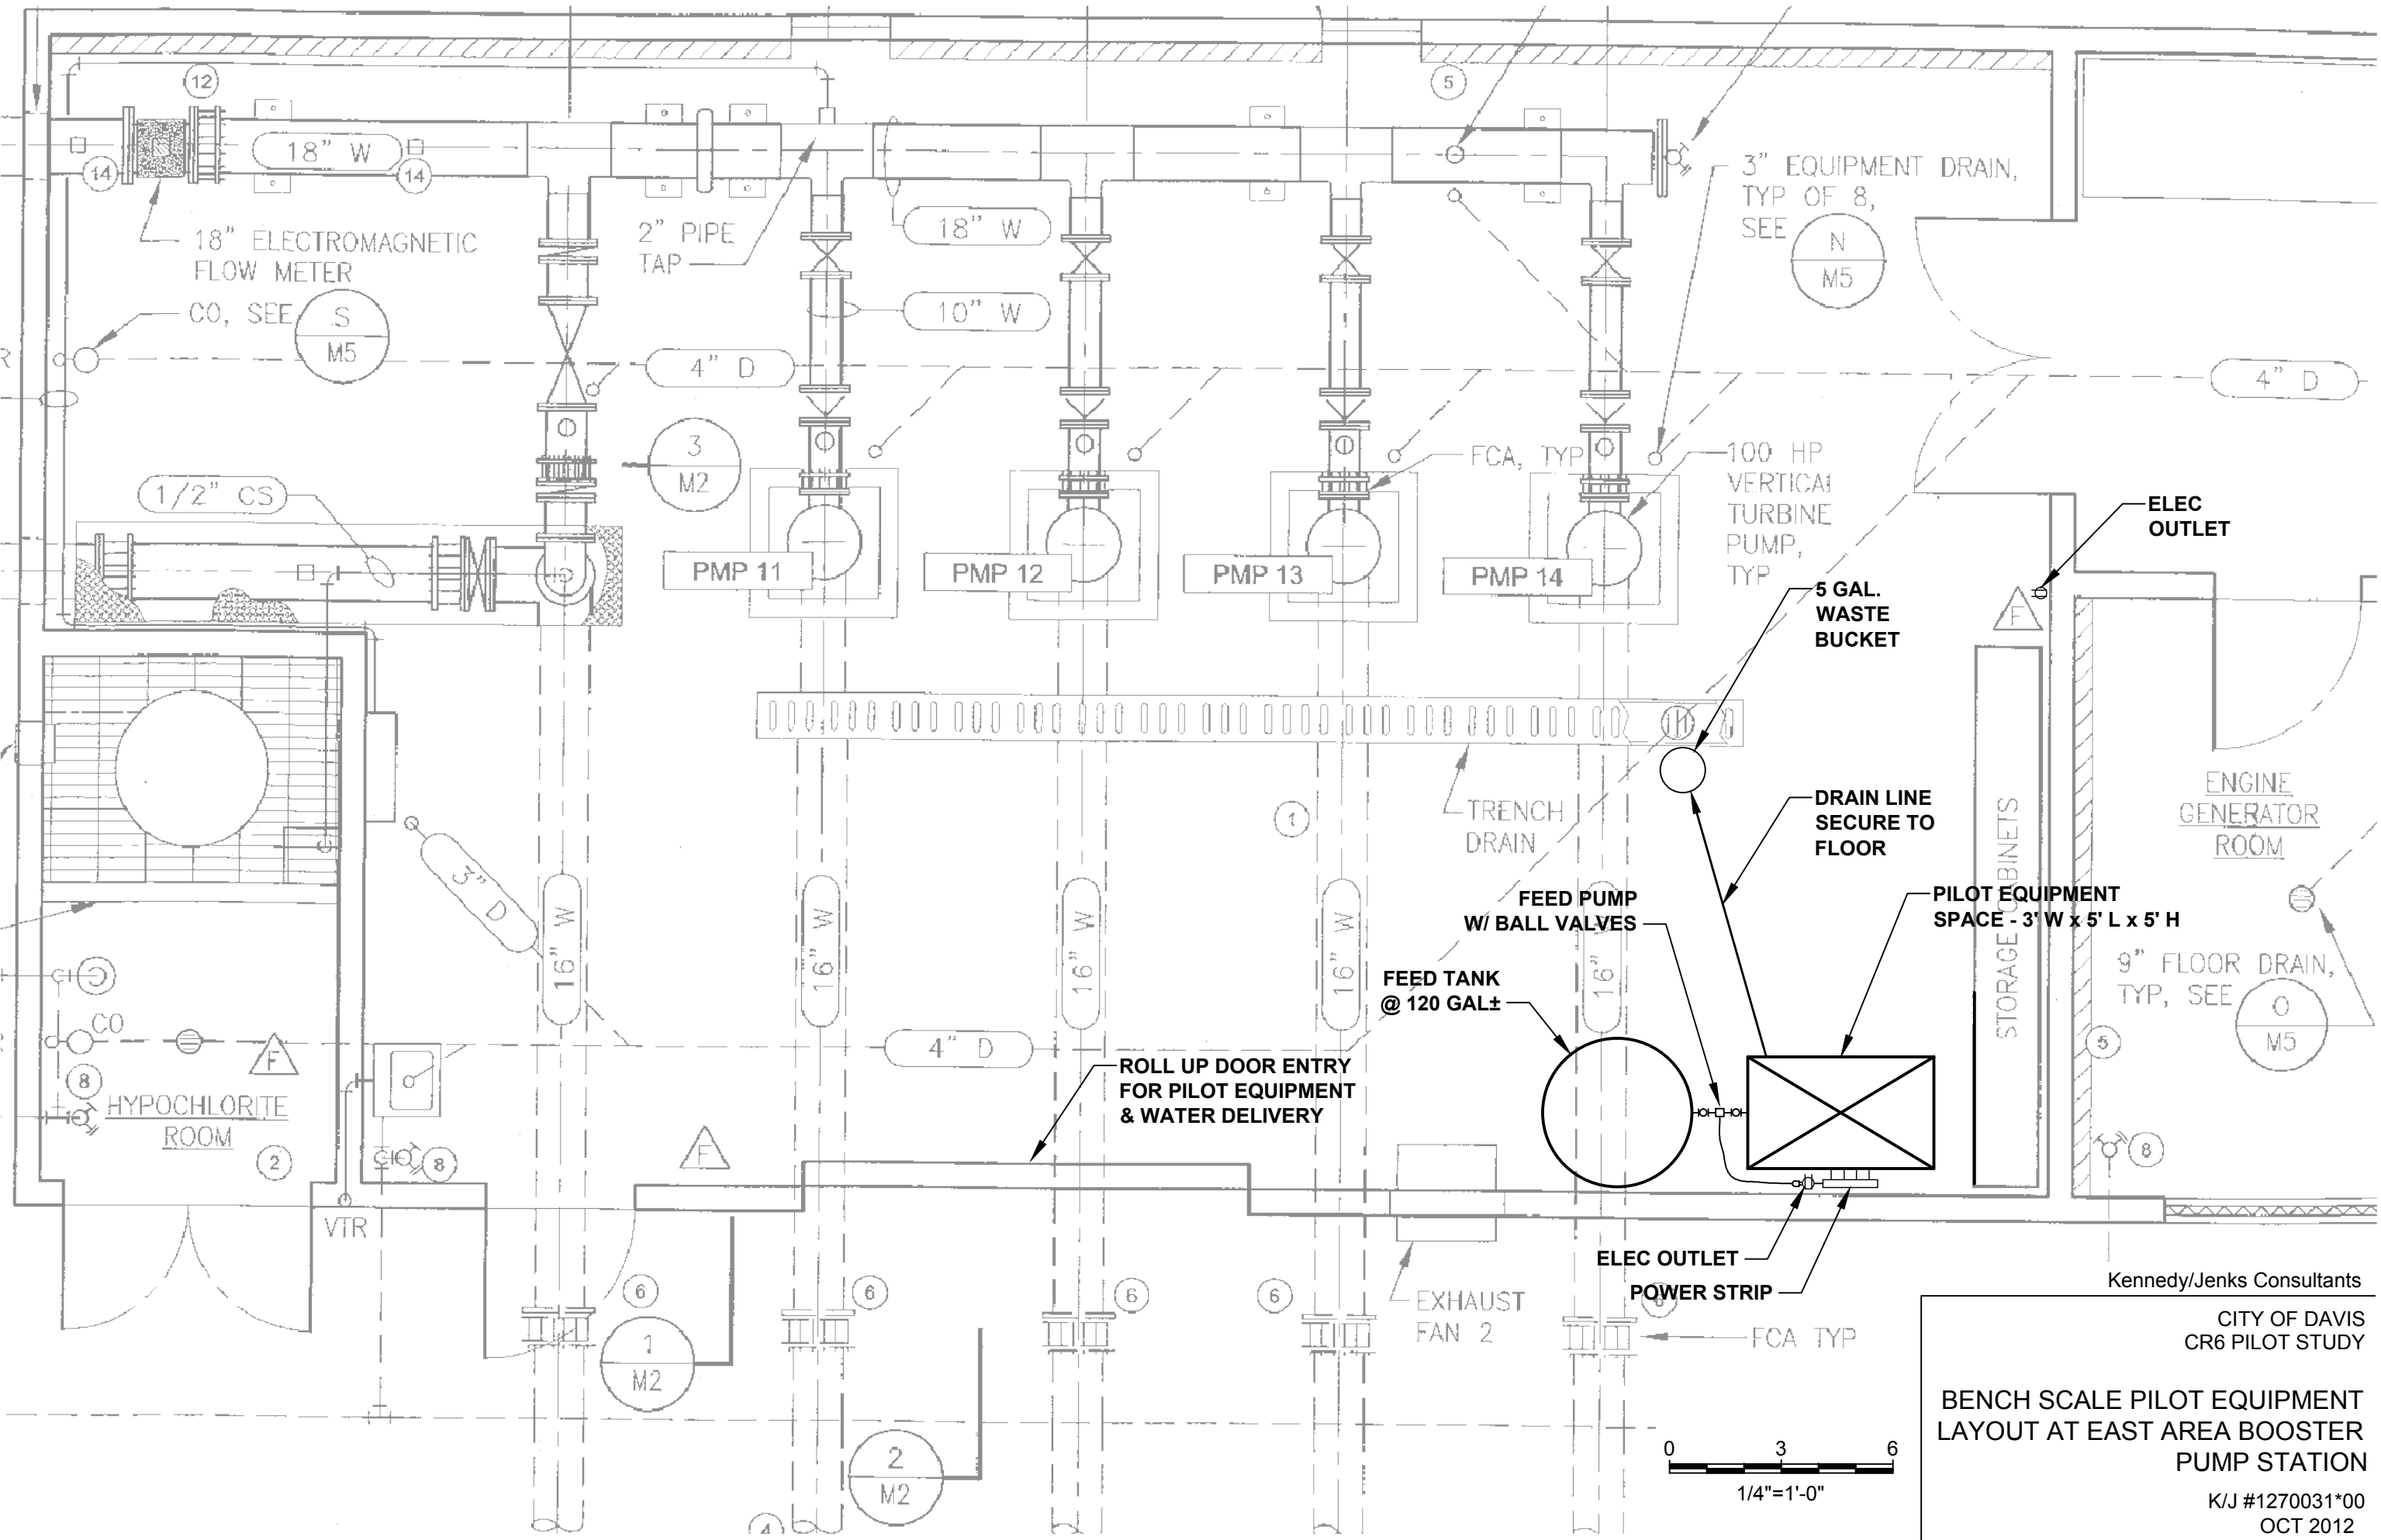 12
5
18" W
14
14
3" EQUIPMENT DRAIN,
TYP OF 8,
SEE
N
M5
18" ELECTROMAGNETIC
FLOW METER
2" PIPE
TAP
18" W
CO, SEE
S
M5
10" W
R
4" D
4" D
3
M2
FCA, TYP
100 HP
VERTICAL
TURBINE
PUMP,
TYP
1/2" CS
ELEC
OUTLET
PMP 11
PMP 12
PMP 13
PMP 14
F
5 GAL.
WASTE
BUCKET
TRENCH
DRAIN
1
DRAIN LINE
SECURE TO
FLOOR
ENGINE
GENERATOR
ROOM
STORAGE CABINETS
3" D
16" W
16" W
16" W
16" W
16" W
FEED PUMP
W/ BALL VALVES
PILOT EQUIPMENT
SPACE - 3' W x 5' L x 5' H
FEED TANK
@ 120 GAL±
9" FLOOR DRAIN,
TYP, SEE
O
M5
CO
F
4" D
5
8
HYPOCHLORITE
ROOM
2
8
F
ROLL UP DOOR ENTRY
FOR PILOT EQUIPMENT
& WATER DELIVERY
8
VTR
ELEC OUTLET
POWER STRIP
6
6
6
6
6
EXHAUST
FAN 2
FCA TYP
1
M2
2
M2
4
0 3 6
1/4"=1'-0"
Kennedy/Jenks Consultants
CITY OF DAVIS
CR6 PILOT STUDY
BENCH SCALE PILOT EQUIPMENT
LAYOUT AT EAST AREA BOOSTER
PUMP STATION
K/J #1270031*00
OCT 2012